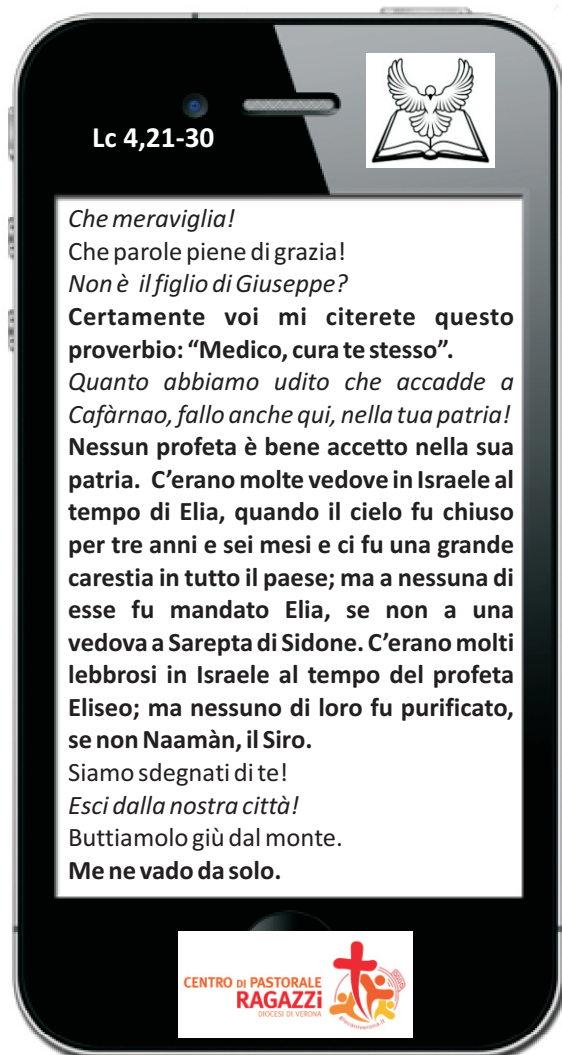 Lc 4,21-30
Che meraviglia!
Che parole piene di grazia!
Non è il figlio di Giuseppe?
Certamente voi mi citerete questo
proverbio: “Medico, cura te stesso”.
Quanto abbiamo udito che accadde a
Cafàrnao, fallo anche qui, nella tua patria!
Nessun profeta è bene accetto nella sua
patria. C'erano molte vedove in Israele al
tempo di Elia, quando il cielo fu chiuso
per tre anni e sei mesi e ci fu una grande
carestia in tutto il paese; ma a nessuna di
esse fu mandato Elia, se non a una
vedova a Sarepta di Sidone. C'erano molti
lebbrosi in Israele al tempo del profeta
Eliseo; ma nessuno di loro fu purificato,
se non Naamàn, il Siro.
Siamo sdegnati di te!
Esci dalla nostra città!
Buttiamolo giù dal monte.
Me ne vado da solo.
CENTRO DI PASTORALE
RAGAZZi
DIOCESI DI VERONA
giovaniverona.it